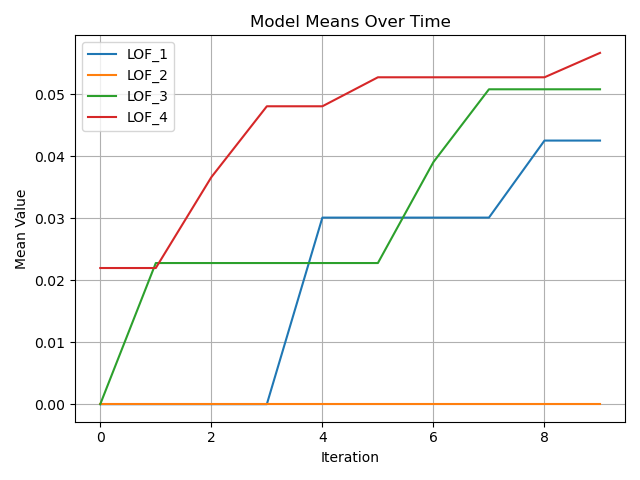 Model Means Over Time
LOF_1
LOF_2
LOF_3
LOF_4
Mean Value
0.05
0.04
0.03
0.02
0.01
0.00
0 2 4 6 8
Iteration